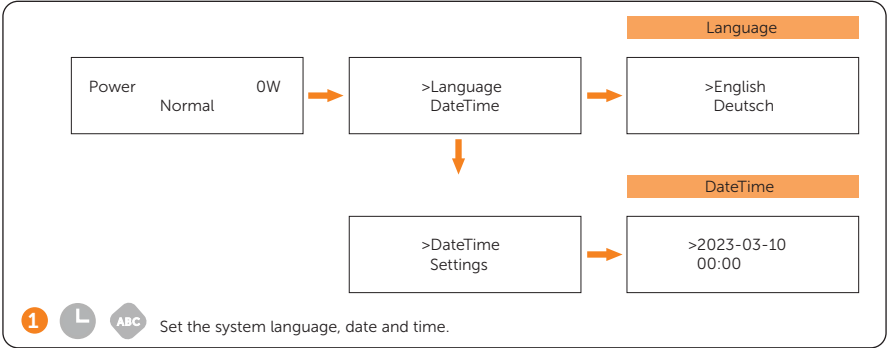 Language
Power 0W
Normal
>Language
DateTime
>English
Deutsch
DateTime
>DateTime
Settings
>2023-03-10
00:00
1 ABC Set the system language, date and time.